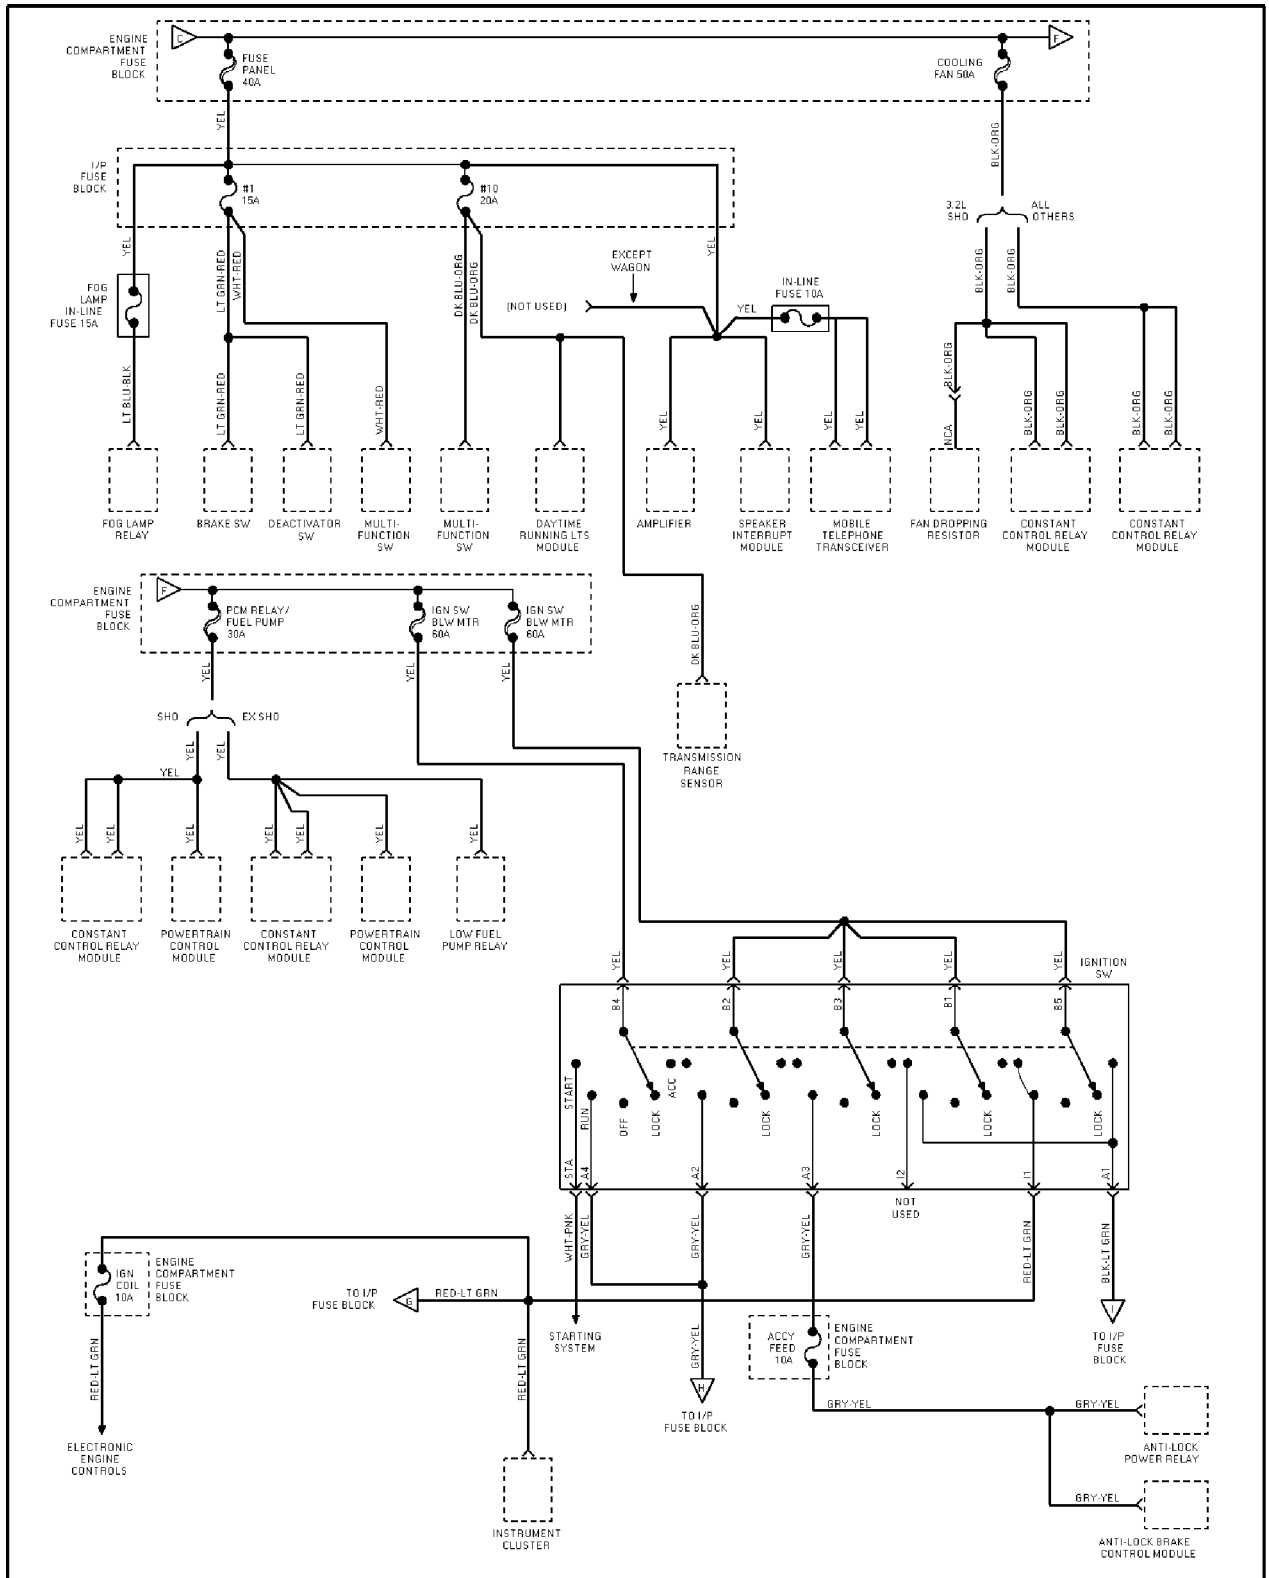 ENGINE
COMPARTMENT
FUSE
BLOCK
C
FUSE
PANEL
40A
COOLING
FAN 50A
F
YEL
BLK-ORG
I/P
FUSE
BLOCK
#1
15A
#10
20A
3.2L
SHO
ALL
OTHERS
YEL
LT GRN-RED
WHT-RED
DK BLU-ORG
DK BLU-ORG
YEL
BLK-ORG
BLK-ORG
EXCEPT
WAGON
(NOT USED)
IN-LINE
FUSE 10A
YEL
FOG
LAMP
IN-LINE
FUSE 15A
LT BLU-BLK
LT GRN-RED
LT GRN-RED
WHT-RED
YEL
YEL
YEL
YEL
BLK-ORG
NCA
BLK-ORG
BLK-ORG
BLK-ORG
BLK-ORG
FOG LAMP
RELAY
BRAKE SW
DEACTIVATOR
SW
MULTI-
FUNCTION
SW
MULTI-
FUNCTION
SW
DAYTIME
RUNNING LTS
MODULE
AMPLIFIER
SPEAKER
INTERRUPT
MODULE
MOBILE
TELEPHONE
TRANSCEIVER
FAN DROPPING
RESISTOR
CONSTANT
CONTROL RELAY
MODULE
CONSTANT
CONTROL RELAY
MODULE
ENGINE
COMPARTMENT
FUSE
BLOCK
F
PCM RELAY/
FUEL PUMP
30A
IGN SW
BLW MTR
60A
IGN SW
BLW MTR
60A
YEL
YEL
YEL
DK BLU-ORG
TRANSMISSION
RANGE
SENSOR
SHO
EX SHO
YEL
YEL
YEL
YEL
YEL
YEL
YEL
YEL
YEL
YEL
CONSTANT
CONTROL RELAY
MODULE
POWERTRAIN
CONTROL
MODULE
CONSTANT
CONTROL RELAY
MODULE
POWERTRAIN
CONTROL
MODULE
LOW FUEL
PUMP RELAY
YEL
YEL
YEL
YEL
YEL
IGNITION
SW
B4
B2
B3
B1
B5
START
RUN
OFF
LOCK
ACC
LOCK
LOCK
LOCK
LOCK
STA
A4
A2
A3
I2
I1
A1
NOT
USED
WHT-PNK
GRY-YEL
GRY-YEL
GRY-YEL
RED-LT GRN
BLK-LT GRN
IGN
COIL
10A
ENGINE
COMPARTMENT
FUSE
BLOCK
TO I/P
FUSE BLOCK
G
RED-LT GRN
STARTING
SYSTEM
I
TO I/P
FUSE
BLOCK
RED-LT GRN
RED-LT GRN
GRY-YEL
H
TO I/P
FUSE BLOCK
ACCY
FEED
10A
ENGINE
COMPARTMENT
FUSE
BLOCK
GRY-YEL
GRY-YEL
ANTI-LOCK
POWER RELAY
GRY-YEL
ANTI-LOCK BRAKE
CONTROL MODULE
ELECTRONIC
ENGINE
CONTROLS
INSTRUMENT
CLUSTER